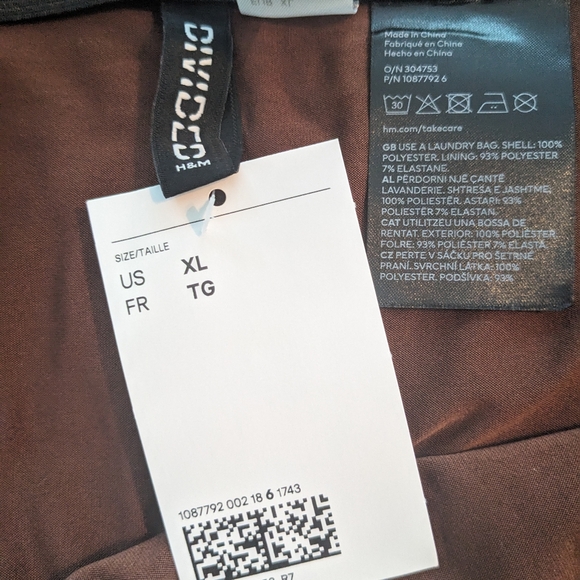 DIVIDED
H&M
SIZE/TAILLE
US XL
FR TG
1087792 002 18 6 1743
Made in China
Fabriqué en Chine
Hecho en China
O/N 304753
P/N 1087792 6
30
hm.com/takecare
GB USE A LAUNDRY BAG. SHELL: 100%
POLYESTER. LINING: 93% POLYESTER
7% ELASTANE.
AL PËRDORNI NJË ÇANTË
LAVANDERIE. SHTRESA E JASHTME:
100% POLIESTËR. ASTARI: 93%
POLIESTËR 7% ELASTAN.
CAT UTILITZEU UNA BOSSA DE
RENTAT. EXTERIOR: 100% POLIÈSTER.
FOLRE: 93% POLIÈSTER 7% ELASTÀ.
CZ PERTE V SÁČKU PRO ŠETRNÉ
PRANÍ. SVRCHNÍ LÁTKA: 100%
POLYESTER. PODŠÍVKA: 93%